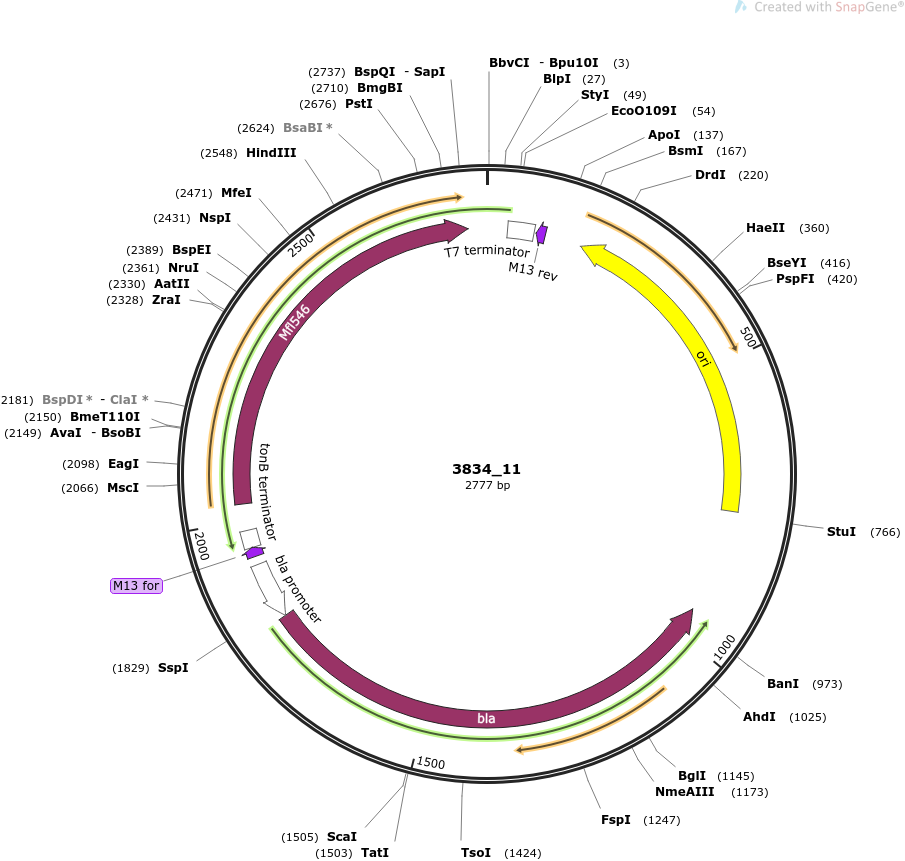 Created with SnapGene®
BbvCI - Bpu10I (3)
BlpI (27)
StyI (49)
EcoO109I (54)
ApoI (137)
BsmI (167)
DrdI (220)
HaeII (360)
BseYI (416)
PspFI (420)
StuI (766)
BanI (973)
AhdI (1025)
BglI (1145)
NmeAIII (1173)
FspI (1247)
TsoI (1424)
(1503) TatI
(1505) ScaI
(1829) SspI
M13 for
(2066) MscI
(2098) EagI
(2149) AvaI - BsoBI
(2150) BmeT110I
2181) BspDI * - ClaI *
(2328) ZraI
(2330) AatII
(2361) NruI
(2389) BspEI
(2431) NspI
(2471) MfeI
(2548) HindIII
(2624) BsaBI *
(2676) PstI
(2710) BmgBI
(2737) BspQI - SapI
500
1000
1500
2000
2500
T7 terminator
M13 rev
ori
bla
bla promoter
tonB terminator
Mfl546
3834_11
2777 bp